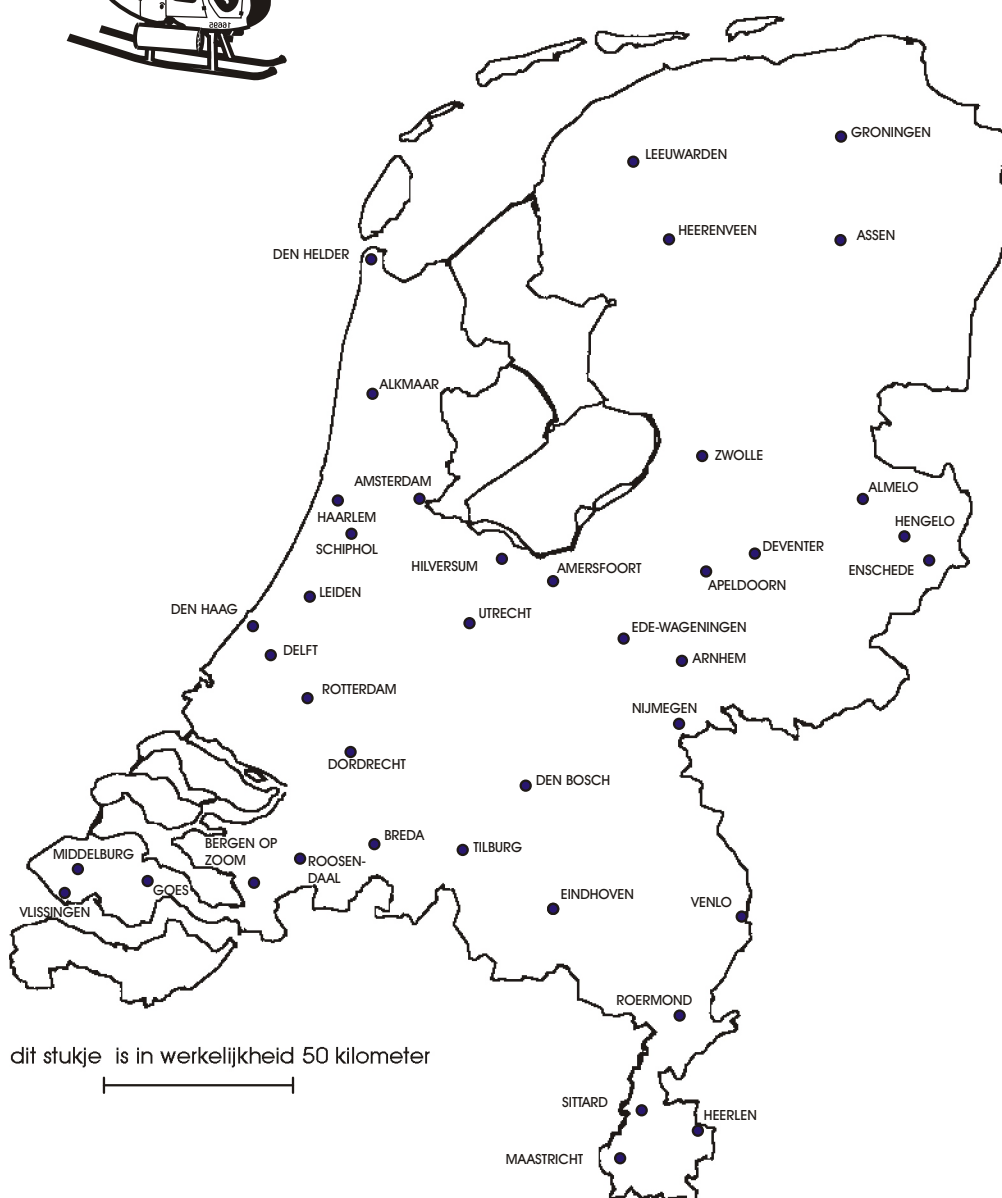 16695
GRONINGEN
LEEUWARDEN
HEERENVEEN
ASSEN
DEN HELDER
ALKMAAR
ZWOLLE
AMSTERDAM
ALMELO
HAARLEM
HENGELO
SCHIPHOL
DEVENTER
HILVERSUM
AMERSFOORT
ENSCHEDE
APELDOORN
LEIDEN
DEN HAAG
UTRECHT
EDE-WAGENINGEN
DELFT
ARNHEM
ROTTERDAM
NIJMEGEN
DORDRECHT
DEN BOSCH
BREDA
BERGEN OP
ZOOM
TILBURG
MIDDELBURG
ROOSEN-
DAAL
GOES
EINDHOVEN
VENLO
VLISSINGEN
ROERMOND
dit stukje is in werkelijkheid 50 kilometer
SITTARD
HEERLEN
MAASTRICHT